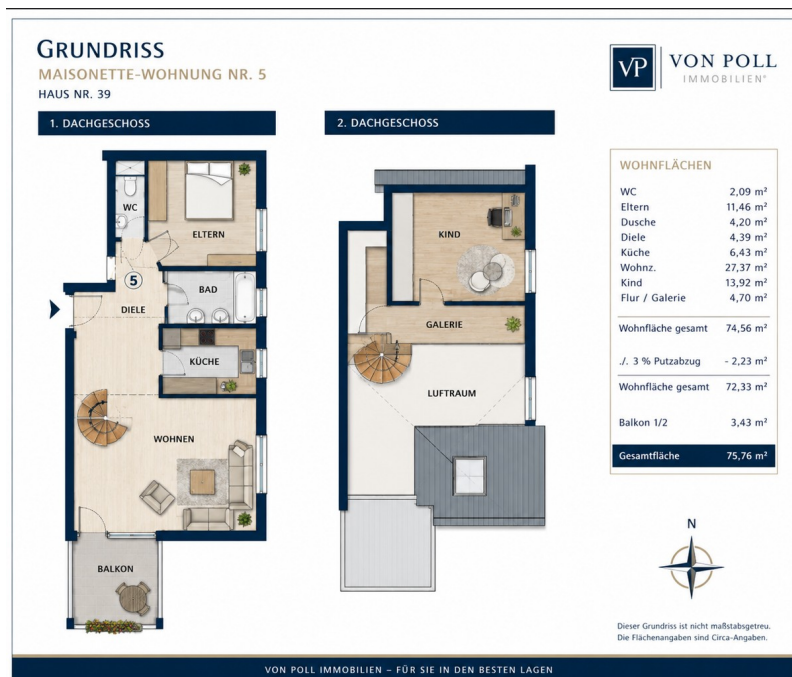 GRUNDRISS
MAISONETTE-WOHNUNG NR. 5
HAUS NR. 39
VP
VON POLL
IMMOBILIEN®
1. DACHGESCHOSS
2. DACHGESCHOSS
WC
ELTERN
5
DIELE
BAD
KÜCHE
WOHNEN
BALKON
KIND
GALERIE
LUFTRAUM
WOHNFLÄCHEN
WC 2,09 m²
Eltern 11,46 m²
Dusche 4,20 m²
Diele 4,39 m²
Küche 6,43 m²
Wohnz. 27,37 m²
Kind 13,92 m²
Flur / Galerie 4,70 m²
Wohnfläche gesamt 74,56 m²
./. 3 % Putzabzug - 2,23 m²
Wohnfläche gesamt 72,33 m²
Balkon 1/2 3,43 m²
Gesamtfläche 75,76 m²
N
Dieser Grundriss ist nicht maßstabsgetreu.
Die Flächenangaben sind Circa-Angaben.
VON POLL IMMOBILIEN – FÜR SIE IN DEN BESTEN LAGEN